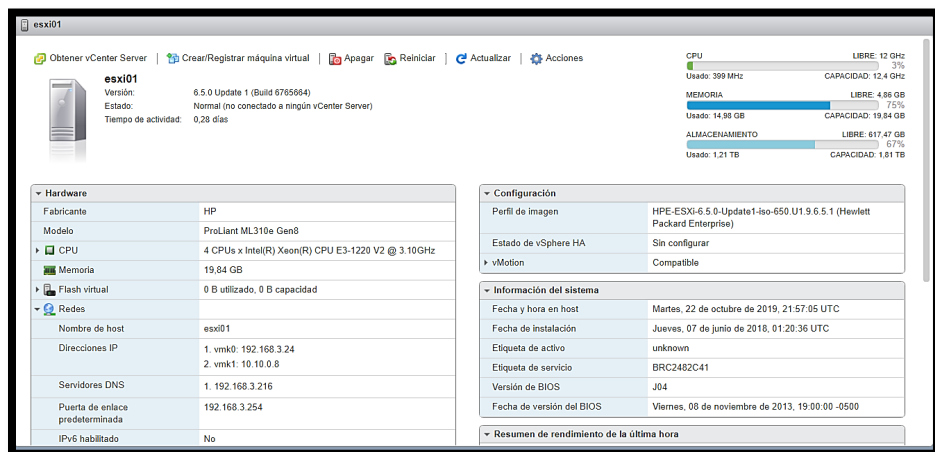 esxi01
Obtener vCenter Server | Crear/Registrar máquina virtual | Apagar Reiniciar | Actualizar | Acciones
esxi01
Versión: 6.5.0 Update 1 (Build 6765664)
Estado: Normal (no conectado a ningún vCenter Server)
Tiempo de actividad: 0,28 días
CPU LIBRE: 12 GHz
3%
Usado: 399 MHz CAPACIDAD: 12,4 GHz
MEMORIA LIBRE: 4,86 GB
75%
Usado: 14,98 GB CAPACIDAD: 19,84 GB
ALMACENAMIENTO LIBRE: 617,47 GB
67%
Usado: 1,21 TB CAPACIDAD: 1,81 TB
Hardware
Fabricante HP
Modelo ProLiant ML310e Gen8
CPU 4 CPUs x Intel(R) Xeon(R) CPU E3-1220 V2 @ 3.10GHz
Memoria 19,84 GB
Flash virtual 0 B utilizado, 0 B capacidad
Redes
Nombre de host esxi01
Direcciones IP 1. vmk0: 192.168.3.24
2. vmk1: 10.10.0.8
Servidores DNS 1. 192.168.3.216
Puerta de enlace 192.168.3.254
predeterminada
IPv6 habilitado No
Configuración
Perfil de imagen HPE-ESXi-6.5.0-Update1-iso-650.U1.9.6.5.1 (Hewlett
Packard Enterprise)
Estado de vSphere HA Sin configurar
vMotion Compatible
Información del sistema
Fecha y hora en host Martes, 22 de octubre de 2019, 21:57:05 UTC
Fecha de instalación Jueves, 07 de junio de 2018, 01:20:36 UTC
Etiqueta de activo unknown
Etiqueta de servicio BRC2482C41
Versión de BIOS J04
Fecha de versión del BIOS Viernes, 08 de noviembre de 2013, 19:00:00 -0500
Resumen de rendimiento de la última hora